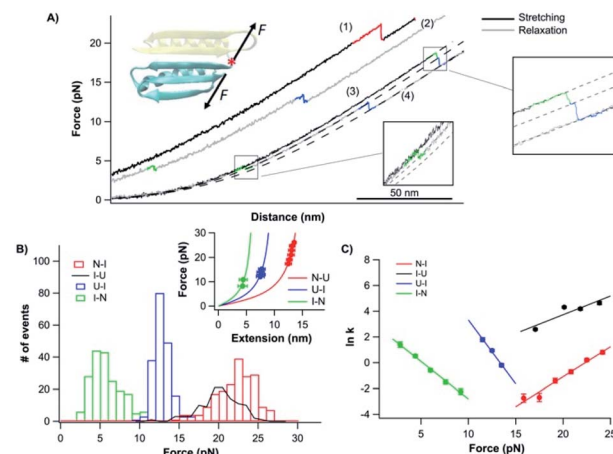 A)
(1)
(2)
Stretching
Relaxation
20
15
10
5
0
Force (pN)
F
*
F
(3)
(4)
Distance (nm)
50 nm
B)
N-I
I-U
U-I
I-N
100
80
60
40
20
0
# of events
0 5 10 15 20 25 30
Force (pN)
30
20
10
0
Force (pN)
N-U
U-I
I-N
0 5 10
Extension (nm)
C)
N-I
I-U
U-I
I-N
8
6
4
2
0
-2
-4
ln k
5 10 15 20 25
Force (pN)